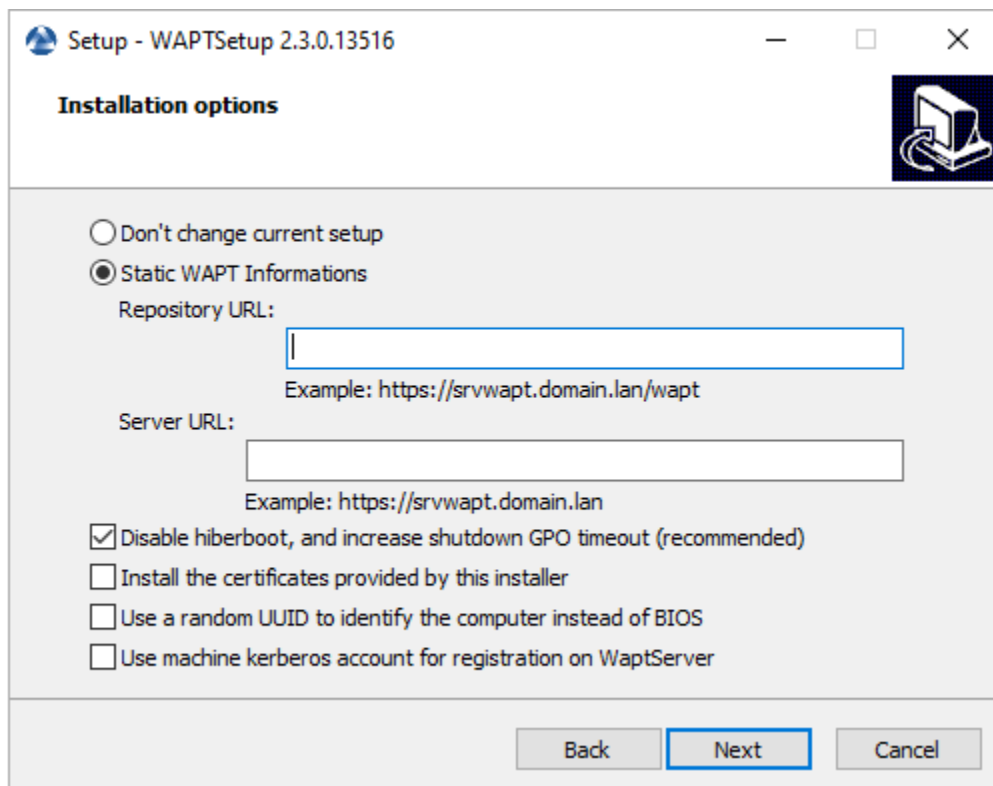 Setup - WAPTSetup 2.3.0.13516
Installation options
Don't change current setup
Static WAPT Informations
Repository URL:
Example: https://srvwapt.domain.lan/wapt
Server URL:
Example: https://srvwapt.domain.lan
Disable hiberboot, and increase shutdown GPO timeout (recommended)
Install the certificates provided by this installer
Use a random UUID to identify the computer instead of BIOS
Use machine kerberos account for registration on WaptServer
Back Next Cancel